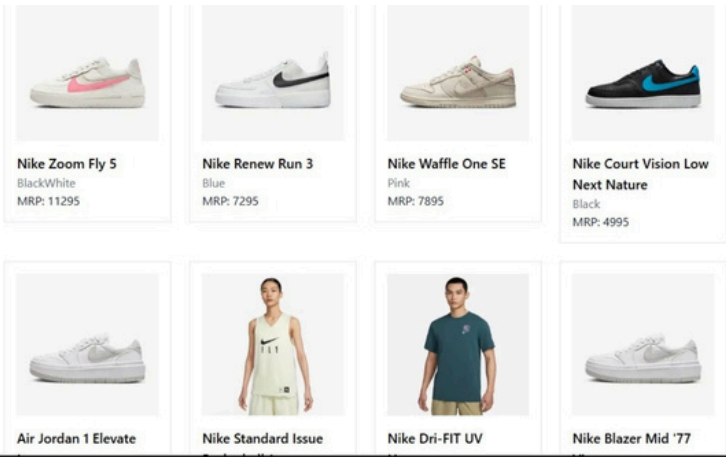 Nike Zoom Fly 5
BlackWhite
MRP: 11295
Nike Renew Run 3
Blue
MRP: 7295
Nike Waffle One SE
Pink
MRP: 7895
Nike Court Vision Low
Next Nature
Black
MRP: 4995
FLY
Air Jordan 1 Elevate
Nike Standard Issue
Nike Dri-FIT UV
Nike Blazer Mid '77